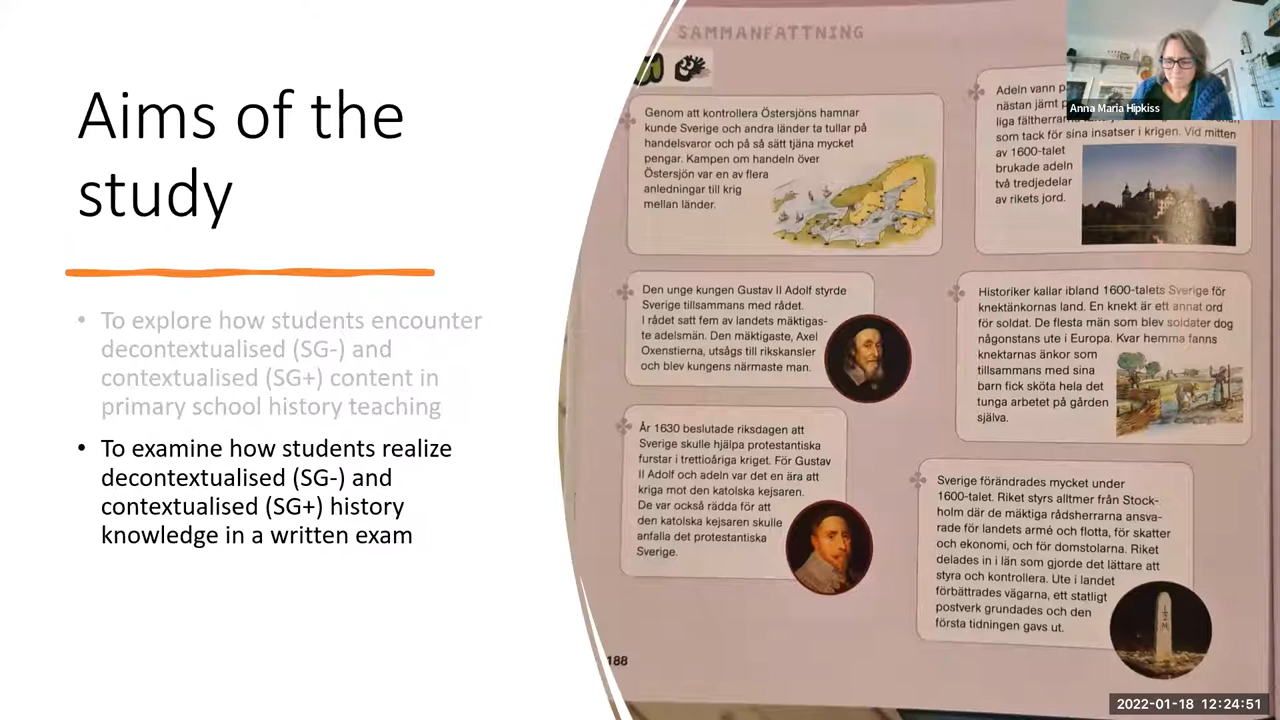 Aims of the
study
• To explore how students encounter
decontextualised (SG-) and
contextualised (SG+) content in
primary school history teaching
• To examine how students realize
decontextualised (SG-) and
contextualised (SG+) history
knowledge in a written exam
SAMMANFATTNING
Genom att kontrollera Östersjöns hamnar
kunde Sverige och andra länder ta tullar på
handelsvaror och på så sätt tjäna mycket
pengar. Kampen om handeln över
Östersjön var en av flera
anledningar till krig
mellan länder.
Den unge kungen Gustav II Adolf styrde
Sverige tillsammans med rådet.
I rådet satt fem av landets mäktigas-
te adelsmän. Den mäktigaste, Axel
Oxenstierna, utsågs till rikskansler
och blev kungens närmaste man.
År 1630 beslutade riksdagen att
Sverige skulle hjälpa protestantiska
furstar i trettioåriga kriget. För Gustav
II Adolf och adeln var det en ära att
kriga mot den katolska kejsaren.
De var också rädda för att
den katolska kejsaren skulle
anfalla det protestantiska
Sverige.
188
Adeln vann
nästan jämt
liga fältherrar
som tack för sina insatser i krigen. Vid mitten
av 1600-talet
brukade adeln
två tredjedelar
av rikets jord.
Historiker kallar ibland 1600-talets Sverige för
knektänkornas land. En knekt är ett annat ord
för soldat. De flesta män som blev soldater dog
någonstans ute i Europa. Kvar hemma fanns
knektarnas änkor som
tillsammans med sina
barn fick sköta hela det
tunga arbetet på gården
själva.
Sverige förändrades mycket under
1600-talet. Riket styrs alltmer från Stock-
holm där de mäktiga rådsherrarna ansva-
rade för landets armé och flotta, för skatter
och ekonomi, och för domstolarna. Riket
delades in i län som gjorde det lättare att
styra och kontrollera. Ute i landet
förbättrades vägarna, ett statligt
postverk grundades och den
första tidningen gavs ut.
Anna Maria Hipkiss
2022-01-18 12:24:51